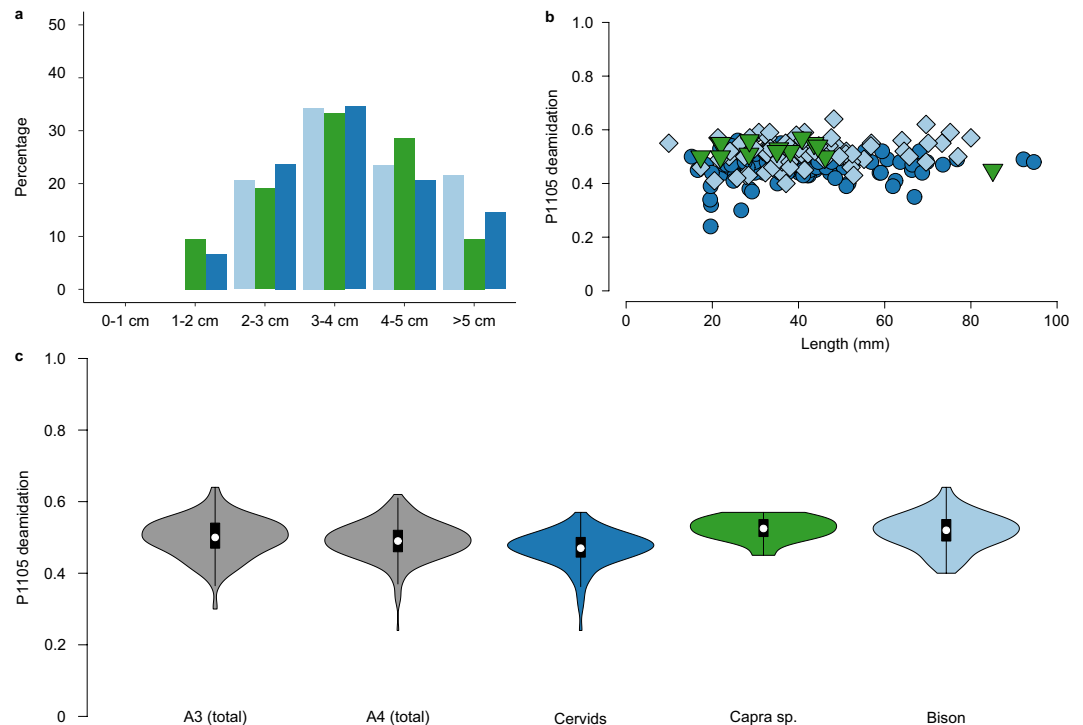 a
50
40
30
20
10
0
Percentage
0-1 cm 1-2 cm 2-3 cm 3-4 cm 4-5 cm >5 cm
b
1.0
0.8
0.6
0.4
0.2
0
P1105 deamidation
0 20 40 60 80 100
Length (mm)
c
1.0
0.8
0.6
0.4
0.2
0
P1105 deamidation
A3 (total) A4 (total) Cervids Capra sp. Bison